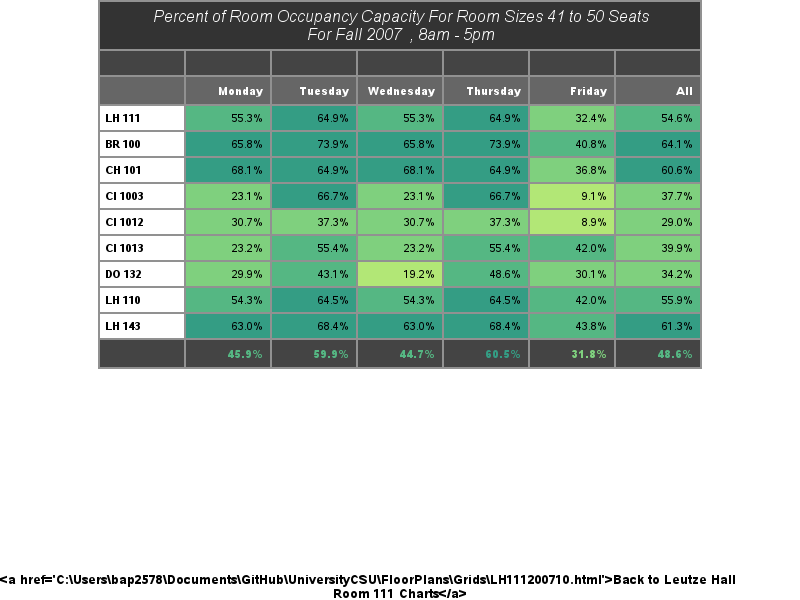 Percent of Room Occupancy Capacity For Room Sizes 41 to 50 Seats
For Fall 2007 , 8am - 5pm
Monday Tuesday Wednesday Thursday Friday All
LH 111 55.3% 64.9% 55.3% 64.9% 32.4% 54.6%
BR 100 65.8% 73.9% 65.8% 73.9% 40.8% 64.1%
CH 101 68.1% 64.9% 68.1% 64.9% 36.8% 60.6%
CI 1003 23.1% 66.7% 23.1% 66.7% 9.1% 37.7%
CI 1012 30.7% 37.3% 30.7% 37.3% 8.9% 29.0%
CI 1013 23.2% 55.4% 23.2% 55.4% 42.0% 39.9%
DO 132 29.9% 43.1% 19.2% 48.6% 30.1% 34.2%
LH 110 54.3% 64.5% 54.3% 64.5% 42.0% 55.9%
LH 143 63.0% 68.4% 63.0% 68.4% 43.8% 61.3%
45.9% 59.9% 44.7% 60.5% 31.8% 48.6%
<a href='C:\Users\bap2578\Documents\GitHub\UniversityCSU\FloorPlans\Grids\LH111200710.html'>Back to Leutze Hall
Room 111 Charts</a>